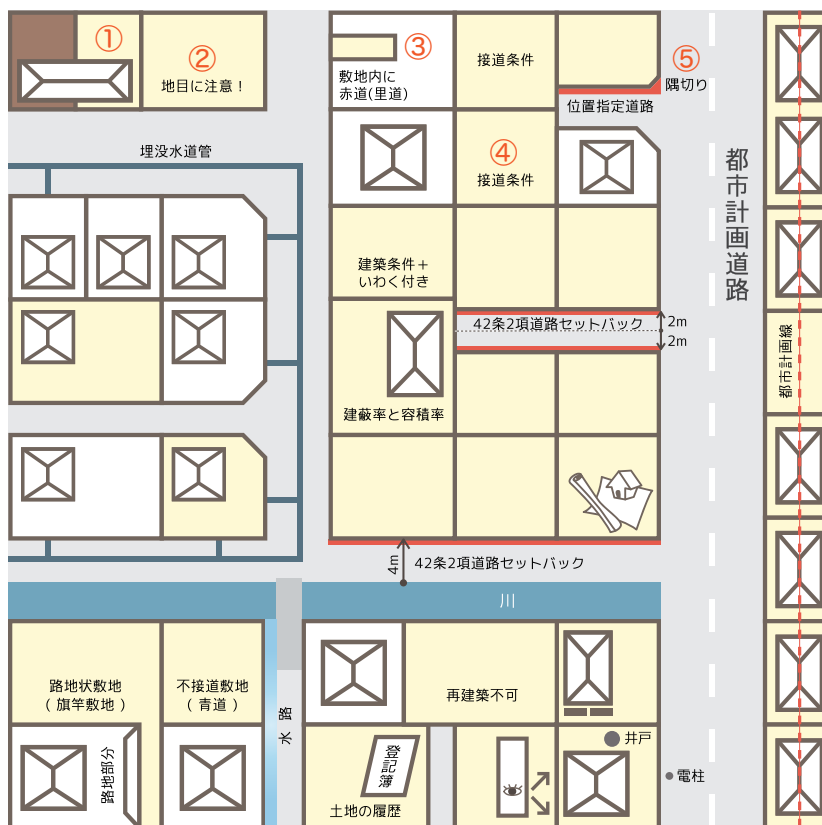 ①
②
地目に注意！
③
敷地内に
赤道(里道)
接道条件
⑤
隅切り
位置指定道路
埋没水道管
④
接道条件
都市計画道路
建築条件＋
いわく付き
42条2項道路セットバック
2m
2m
都市計画線
建蔽率と容積率
4m
42条2項道路セットバック
川
路地状敷地
( 旗竿敷地 )
不接道敷地
( 青道 )
再建築不可
水路
路地部分
登記簿
井戸
電柱
土地の履歴